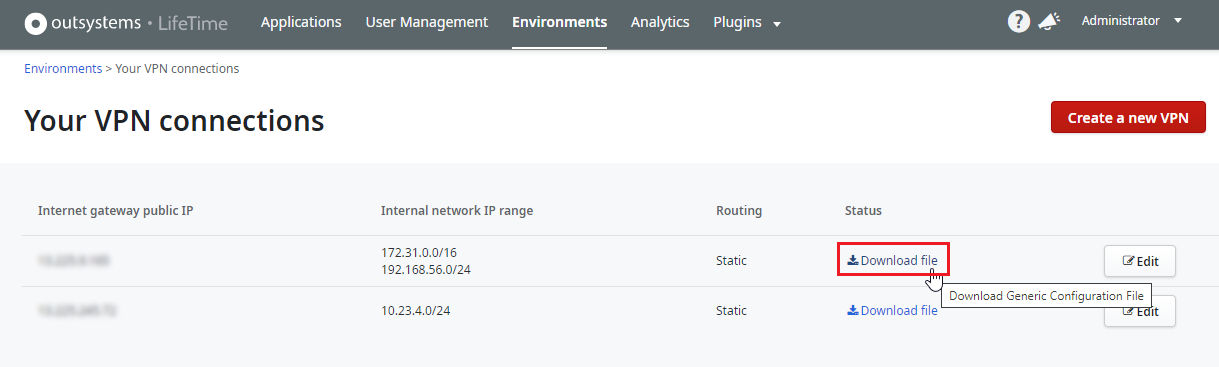 outsystems • LifeTime Applications User Management Environments Analytics Plugins ? Administrator
Environments > Your VPN connections
Your VPN connections
Create a new VPN
Internet gateway public IP Internal network IP range Routing Status
172.31.0.0/16
192.168.56.0/24
Static Download file Edit
Download Generic Configuration File
10.23.4.0/24 Static Download file Edit